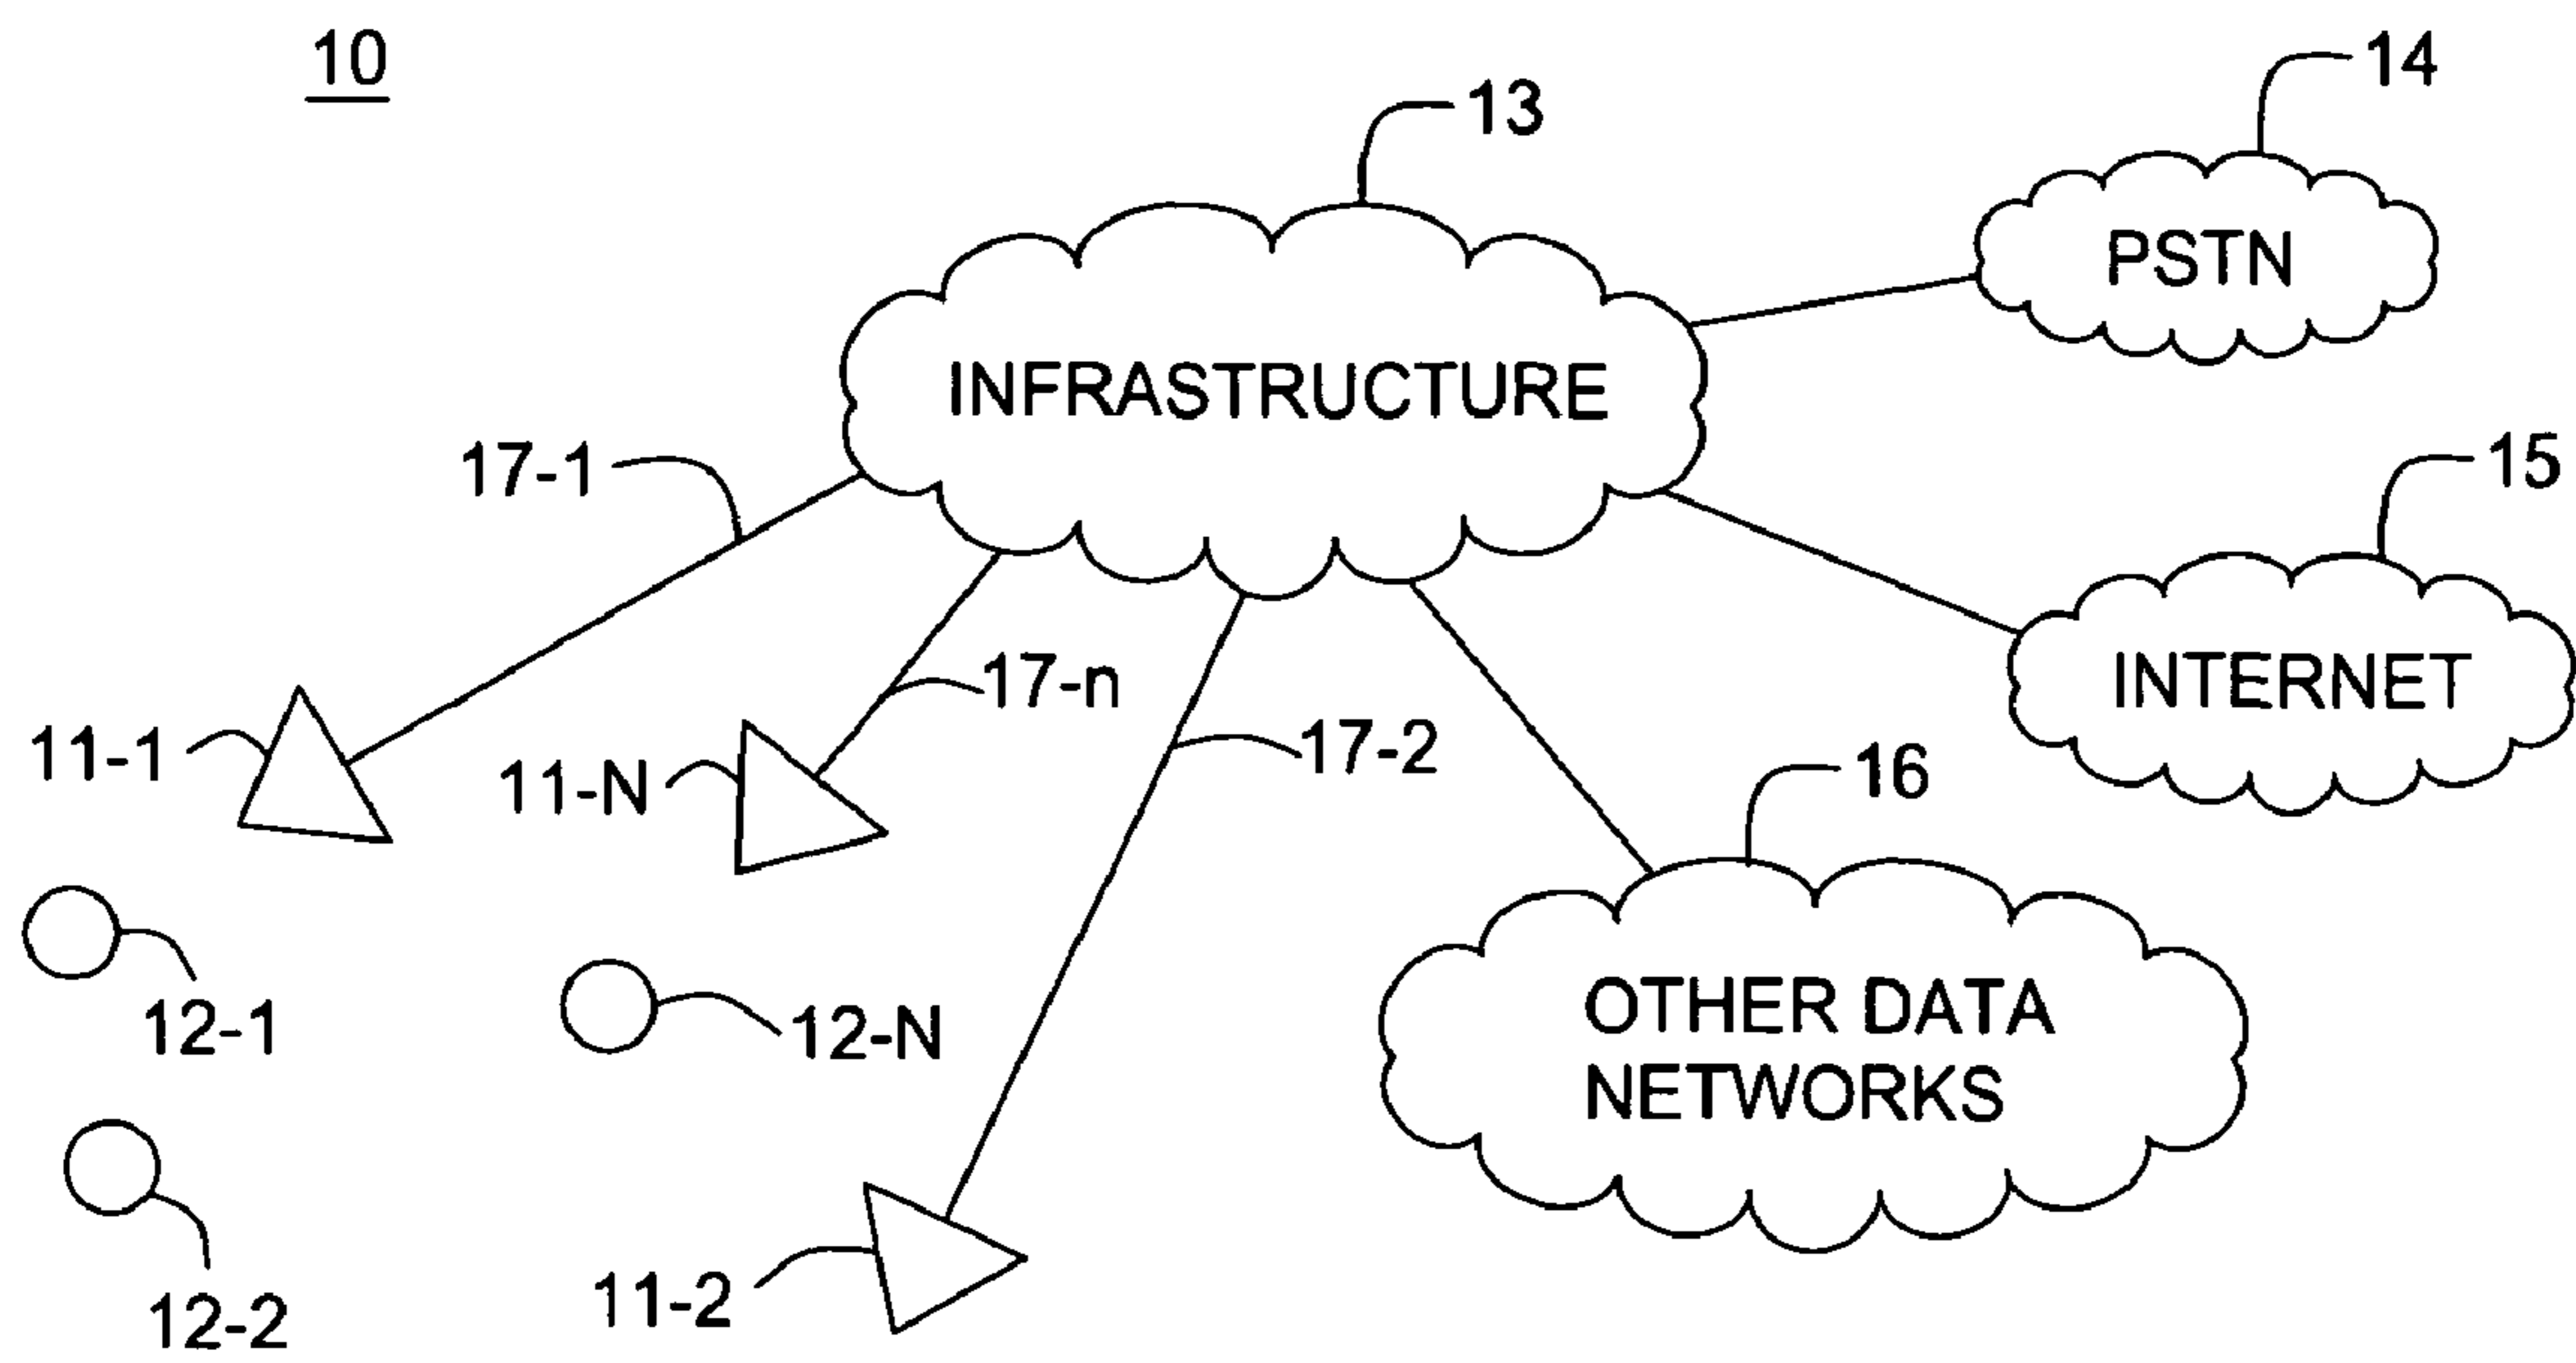 10
14
13
PSTN
INFRASTRUCTURE
17-1
15
17-n
INTERNET
11-1
11-N
17-2
16
12-1
12-N
OTHER DATA
NETWORKS
11-2
12-2